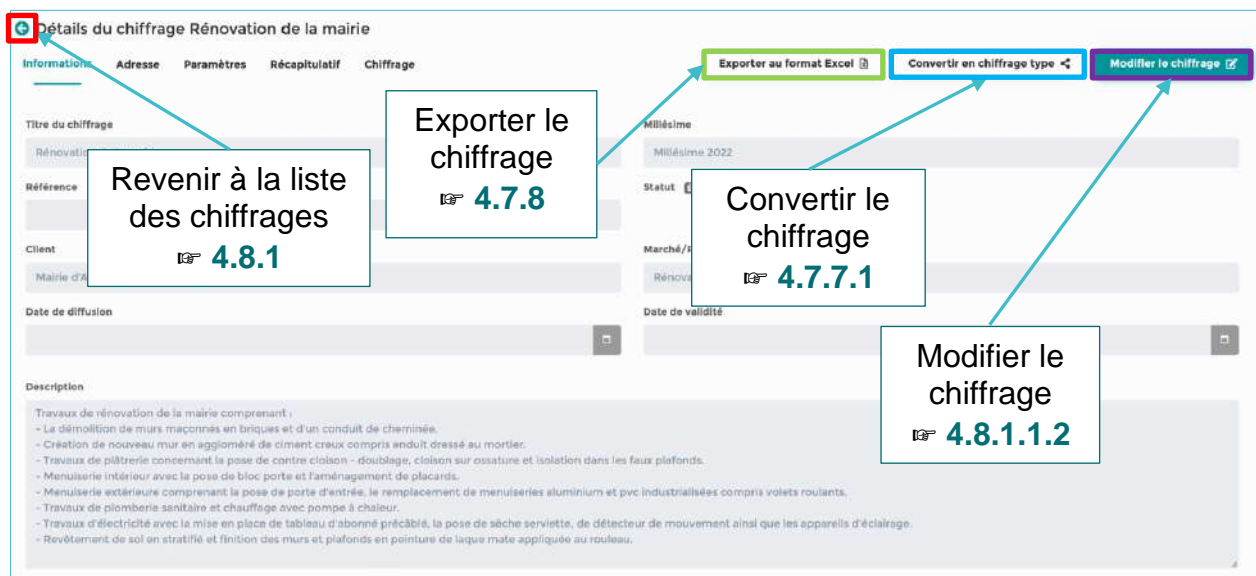 Détails du chiffrage Rénovation de la mairie
Informations Adresse Paramètres Récapitulatif Chiffrage
Exporter au format Excel Convertir en chiffrage type Modifier le chiffrage
Titre du chiffrage
Millésime
Millésime 2022
Référence
Statut
Client
Mairie
Date de diffusion
Date de validité
Exporter le
chiffrage
☞ 4.7.8
Revenir à la liste
des chiffrages
☞ 4.8.1
Convertir le
chiffrage
☞ 4.7.7.1
Modifier le
chiffrage
☞ 4.8.1.1.2
Description
Travaux de rénovation de la mairie comprenant :
- La démolition de murs maçonnés en briques et d'un conduit de cheminée.
- Création de nouveau mur en aggloméré de ciment creux compris enduit dressé au mortier.
- Travaux de plâtrerie concernant la pose de contre cloison - doublage, cloison sur ossature et isolation dans les faux plafonds.
- Menuiserie intérieur avec la pose de bloc porte et l'aménagement de placards.
- Menuiserie extérieure comprenant la pose de porte d'entrée, le remplacement de menuiseries aluminium et pvc industrialisées compris volets roulants.
- Travaux de plomberie sanitaire et chauffage avec pompe à chaleur.
- Travaux d'électricité avec la mise en place de tableau d'abonné précâblé, la pose de sèche serviette, de détecteur de mouvement ainsi que les appareils d'éclairage.
- Revêtement de sol en stratifié et finition des murs et plafonds en peinture de laque mate appliquée au rouleau.